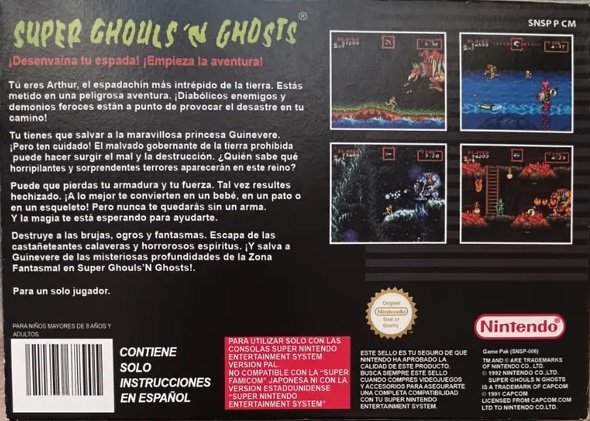 SUPER GHOULS 'N GHOSTS®
SNSP P CM
¡Desenvaina tu espada! ¡Empieza la aventura!
Tú eres Arthur, el espadachín más intrépido de la tierra. Estás
metido en una peligrosa aventura. ¡Diabólicos enemigos y
demonios feroces están a punto de provocar el desastre en tu
camino!
Tu tienes que salvar a la maravillosa princesa Guinevere.
¡Pero ten cuidado! El malvado gobernante de la tierra prohibida
puede hacer surgir el mal y la destrucción. ¿Quién sabe qué
horripilantes y sorprendentes terrores aparecerán en este reino?
Puede que pierdas tu armadura y tu fuerza. Tal vez resultes
hechizado. ¡A lo mejor te convierten en un bebé, en un pato o
en un esqueleto! Pero nunca te quedarás sin un arma.
Y la magia te está esperando para ayudarte.
Destruye a las brujas, ogros y fantasmas. Escapa de las
castañeteantes calaveras y horrorosos espíritus. ¡Y salva a
Guinevere de las misteriosas profundidades de la Zona
Fantasmal en Super Ghouls'N Ghosts!.
Para un solo jugador.
PARA NIÑOS MAYORES DE 8 AÑOS Y
ADULTOS
CONTIENE
SOLO
INSTRUCCIONES
EN ESPAÑOL
PARA UTILIZAR SOLO CON LAS
CONSOLAS SUPER NINTENDO
ENTERTAINMENT SYSTEM
VERSION PAL.
NO COMPATIBLE CON LA "SUPER
FAMICOM" JAPONESA NI CON LA
VERSION ESTADOUNIDENSE
"SUPER NINTENDO
ENTERTAINMENT SYSTEM"
Original
Nintendo
Seal of
Quality
ESTE SELLO ES TU SEGURO DE QUE
NINTENDO HA APROBADO LA
CALIDAD DE ESTE PRODUCTO.
BUSCA SIEMPRE ESTE SELLO
CUANDO COMPRES VIDEOJUEGOS
Y ACCESORIOS PARA ASEGURARTE
UNA COMPLETA COMPATIBILIDAD
CON TU SUPER NINTENDO
ENTERTAINMENT SYSTEM.
Nintendo®
Game Pak (SNSP-006)
TM AND ® ARE TRADEMARKS
OF NINTENDO CO., LTD.
© 1992 NINTENDO CO., LTD.
SUPER GHOULS N GHOSTS
IS A TRADEMARK OF CAPCOM
© 1991 CAPCOM
LICENSED FROM CAPCOM.COM
LTD TO NINTENDO CO.LTD.